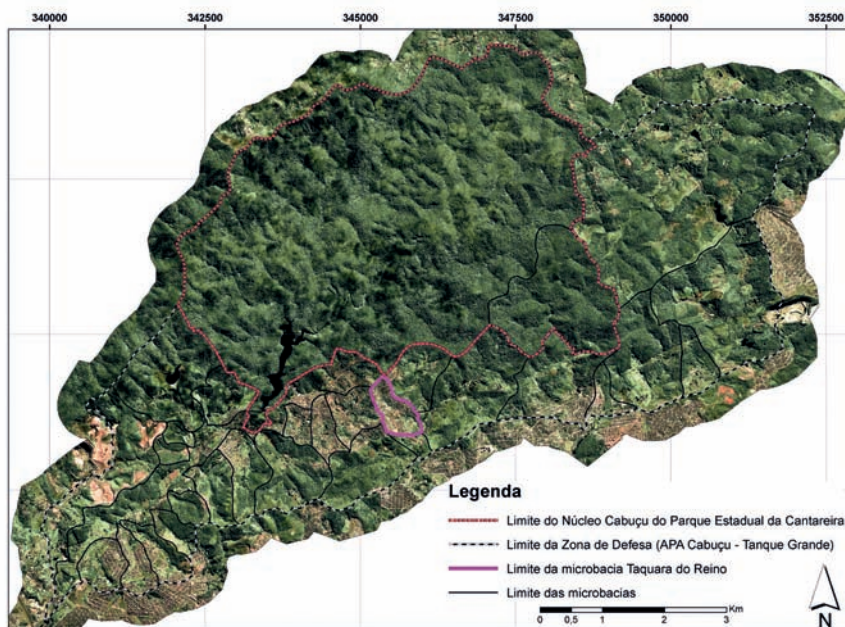 340000 342500 345000 347500 350000 352500
Legenda
Limite do Núcleo Cabuçu do Parque Estadual da Cantareira
Limite da Zona de Defesa (APA Cabuçu - Tanque Grande)
Limite da microbacia Taquara do Reino
Limite das microbacias
0 0,5 1 2 3 Km
N